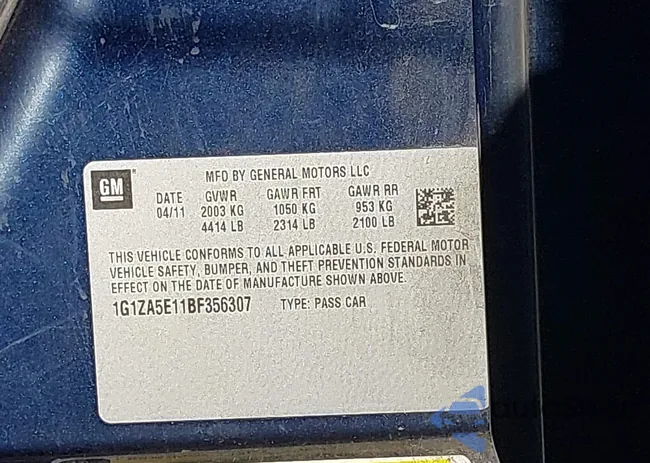 GM
MFD BY GENERAL MOTORS LLC
DATE GVWR GAWR FRT GAWR RR
04/11 2003 KG 1050 KG 953 KG
4414 LB 2314 LB 2100 LB
THIS VEHICLE CONFORMS TO ALL APPLICABLE U.S. FEDERAL MOTOR
VEHICLE SAFETY, BUMPER, AND THEFT PREVENTION STANDARDS IN
EFFECT ON THE DATE OF MANUFACTURE SHOWN ABOVE.
1G1ZA5E11BF356307 TYPE: PASS CAR